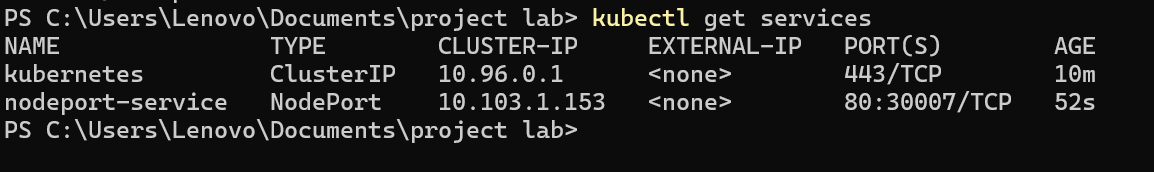 PS C:\Users\Lenovo\Documents\project lab> kubectl get services
NAME               TYPE        CLUSTER-IP     EXTERNAL-IP   PORT(S)        AGE
kubernetes         ClusterIP   10.96.0.1      <none>        443/TCP        10m
nodeport-service   NodePort    10.103.1.153   <none>        80:30007/TCP   52s
PS C:\Users\Lenovo\Documents\project lab>